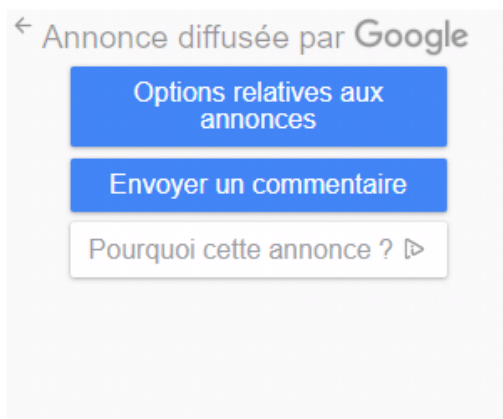 Annonce diffusée par Google
Options relatives aux
annonces
Envoyer un commentaire
Pourquoi cette annonce ?